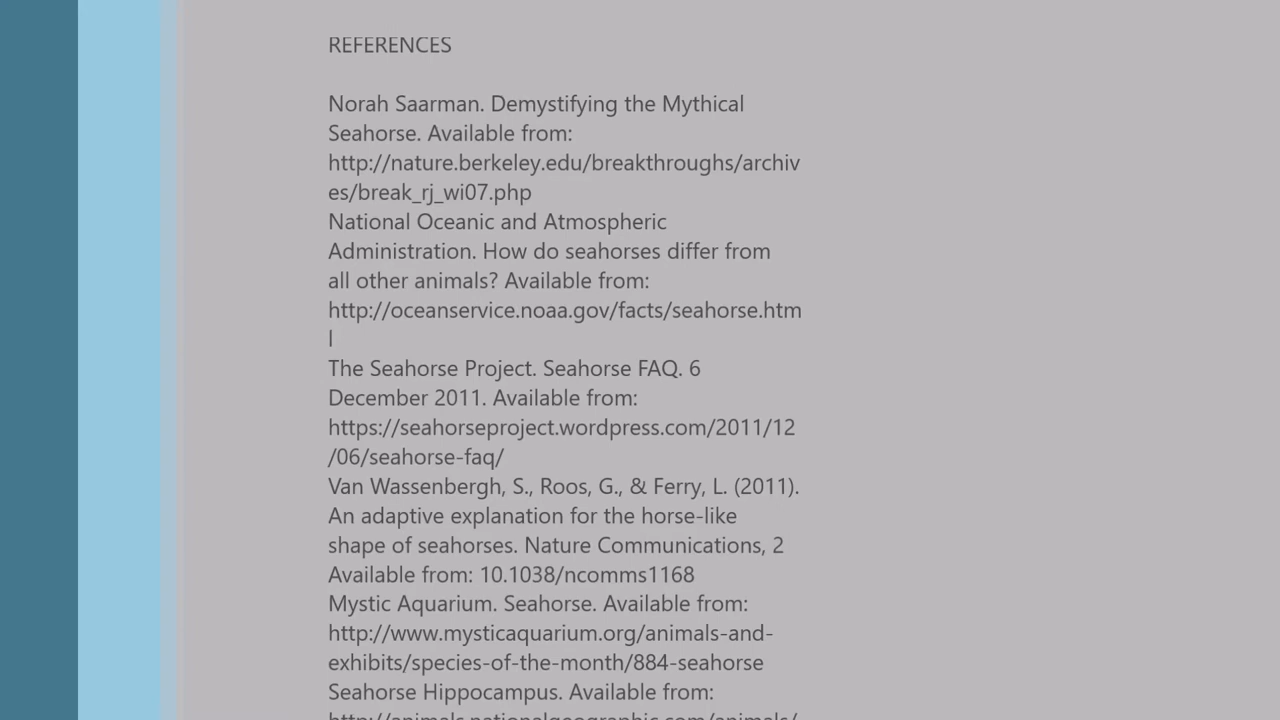 REFERENCES
Norah Saarman. Demystifying the Mythical
Seahorse. Available from:
http://nature.berkeley.edu/breakthroughs/archiv
es/break_rj_wi07.php
National Oceanic and Atmospheric
Administration. How do seahorses differ from
all other animals? Available from:
http://oceanservice.noaa.gov/facts/seahorse.htm
l
The Seahorse Project. Seahorse FAQ. 6
December 2011. Available from:
https://seahorseproject.wordpress.com/2011/12
/06/seahorse-faq/
Van Wassenbergh, S., Roos, G., & Ferry, L. (2011).
An adaptive explanation for the horse-like
shape of seahorses. Nature Communications, 2
Available from: 10.1038/ncomms1168
Mystic Aquarium. Seahorse. Available from:
http://www.mysticaquarium.org/animals-and-
exhibits/species-of-the-month/884-seahorse
Seahorse Hippocampus. Available from:
http://animals.nationalgeographic.com/animals/